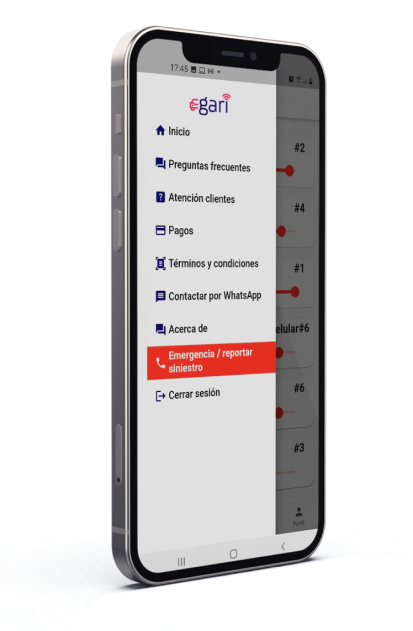 17:45
egari
Inicio
#2
Preguntas frecuentes
Atención clientes
#4
Pagos
Términos y condiciones
#1
Contactar por WhatsApp
Acerca de
elular#6
Emergencia / reportar
siniestro
#6
Cerrar sesión
#3
Perfil